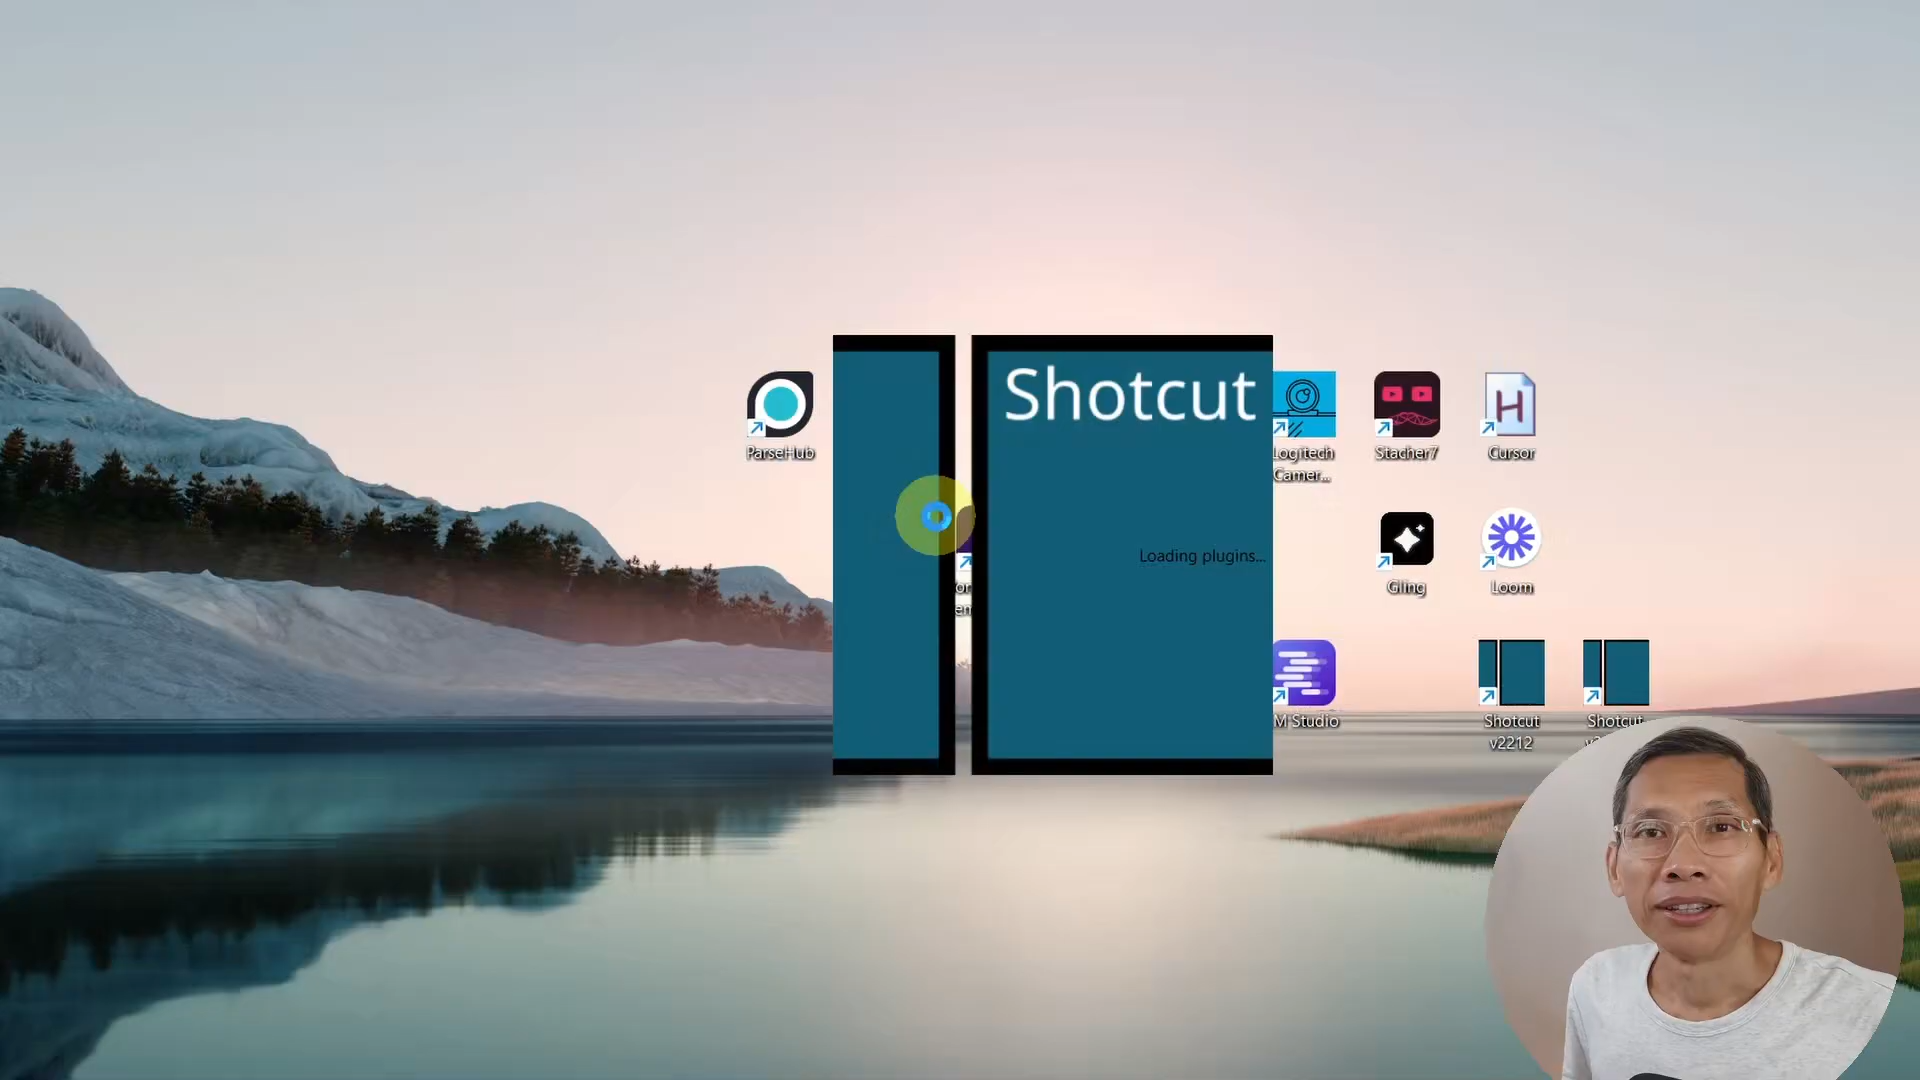 Shotcut
Loading plugins...
ParseHub
Logitech
Camer...
Stacher7
Cursor
Gling
Loom
M Studio
Shotcut
v2212
Shotcut